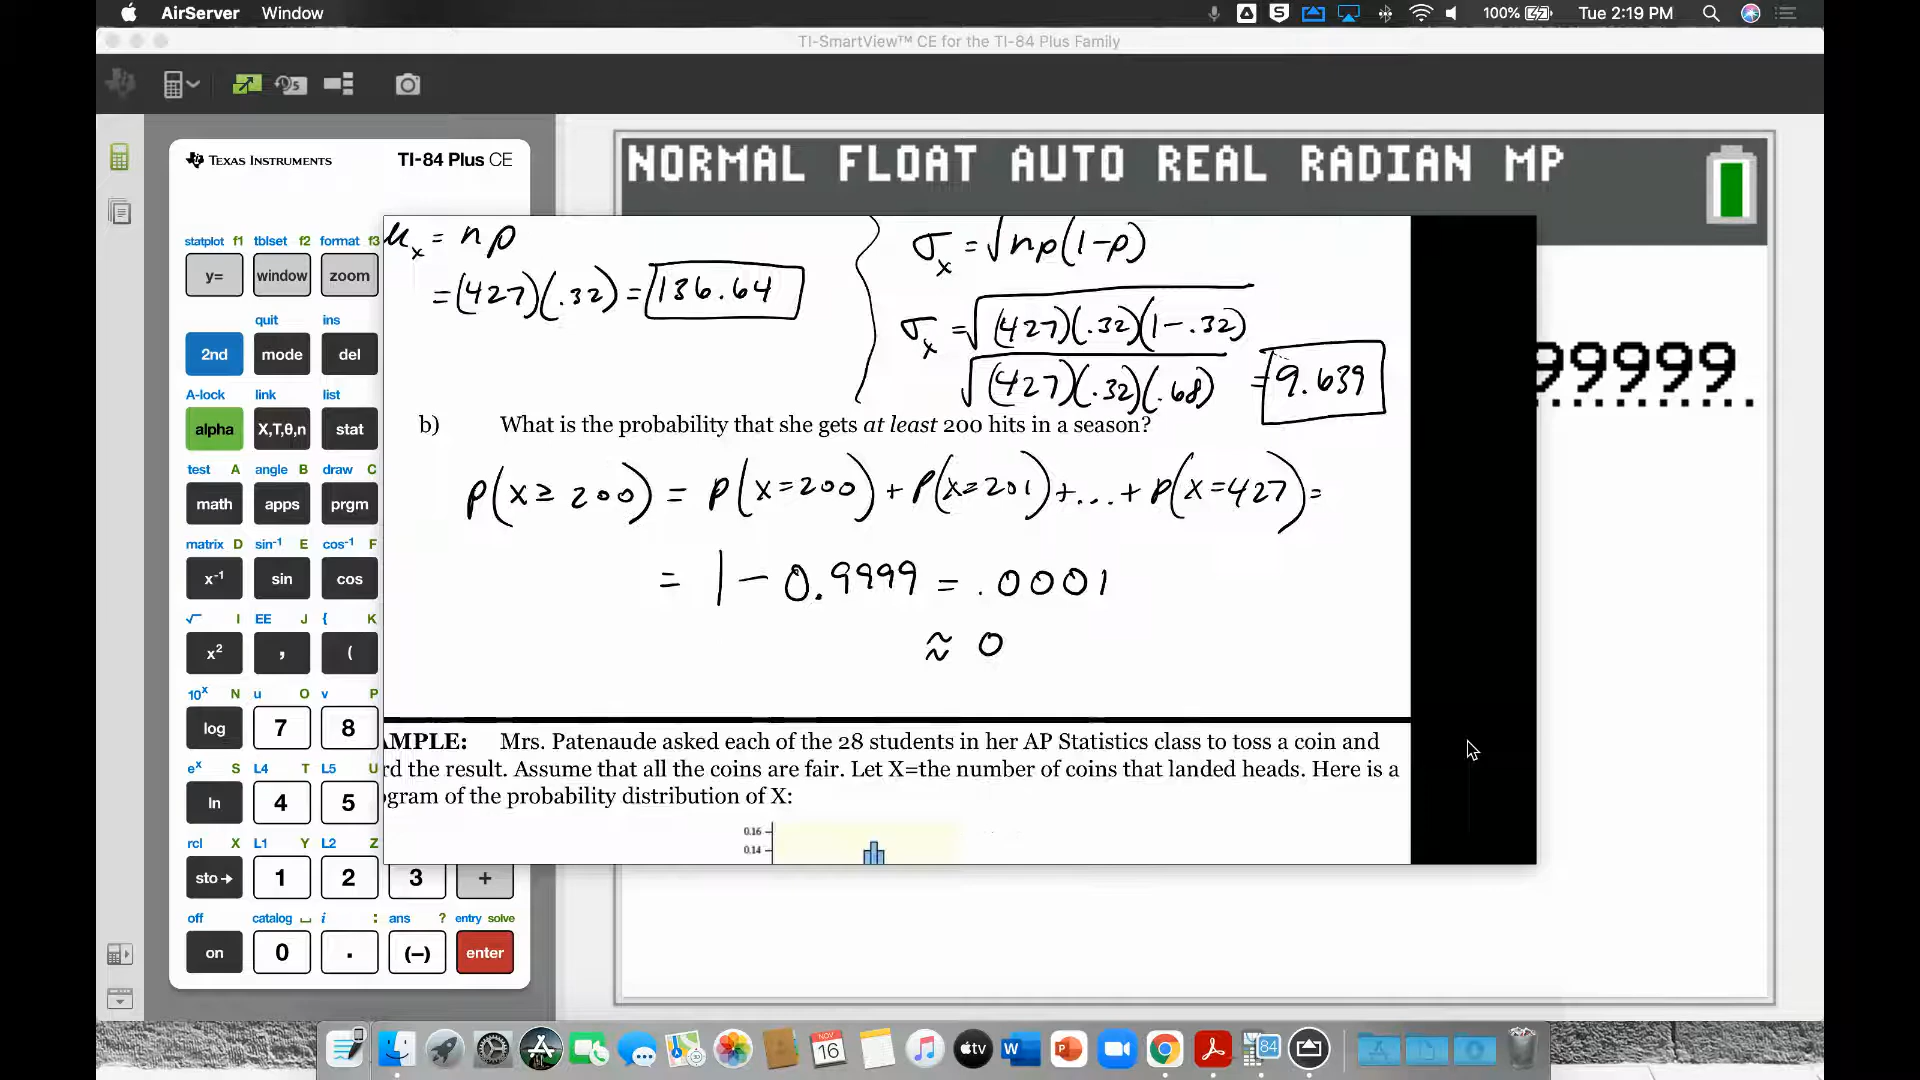 AirServer Window
100% Tue 2:19 PM
TI-SmartView™ CE for the TI-84 Plus Family
TEXAS INSTRUMENTS TI-84 Plus CE
NORMAL FLOAT AUTO REAL RADIAN MP
99999
statplot f1 tblset f2 format f3
y= window zoom
quit ins
2nd mode del
A-lock link list
alpha X,T,θ,n stat
test A angle B draw C
math apps prgm
matrix D sin⁻¹ E cos⁻¹ F
x⁻¹ sin cos
√ I EE J { K
x² , (
10ˣ N u O v P
log 7 8
eˣ S L4 T L5 U
ln 4 5
rcl X L1 Y L2 Z
sto→ 1 2 3 +
off catalog i : ans ? entry solve
on 0 . (–) enter
μₓ = np
= (427)(.32) = 136.64
σₓ = √np(1-p)
σₓ = √(427)(.32)(1-.32)
√(427)(.32)(.68) = 9.639
b) What is the probability that she gets at least 200 hits in a season?
P(X ≥ 200) = P(X=200) + P(X=201) + ... + P(X=427) =
= 1 - 0.9999 = .0001
≈ 0
AMPLE: Mrs. Patenaude asked each of the 28 students in her AP Statistics class to toss a coin and
rd the result. Assume that all the coins are fair. Let X=the number of coins that landed heads. Here is a
ogram of the probability distribution of X:
0.16
0.14
NOV
16
tv
W
P
84